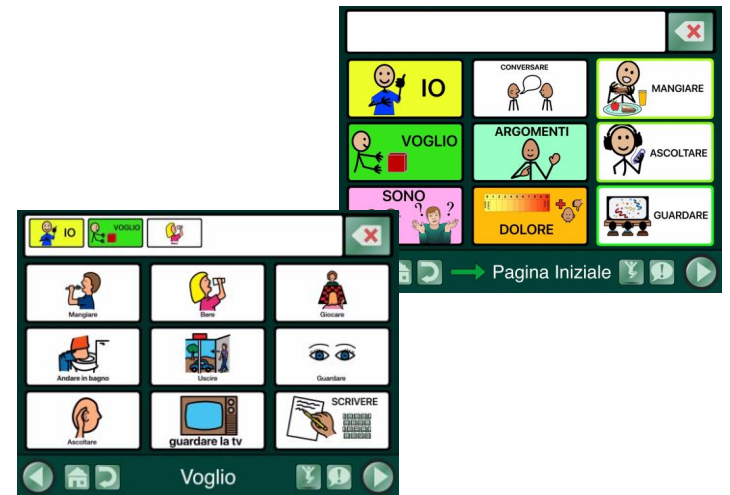 IO
CONVERSARE
MANGIARE
VOGLIO
ARGOMENTI
ASCOLTARE
SONO
? ?
DOLORE
GUARDARE
Pagina Iniziale
IO
VOGLIO
Mangiare
Bere
Giocare
Andare in bagno
Uscire
Guardare
Ascoltare
guardare la tv
SCRIVERE
Voglio